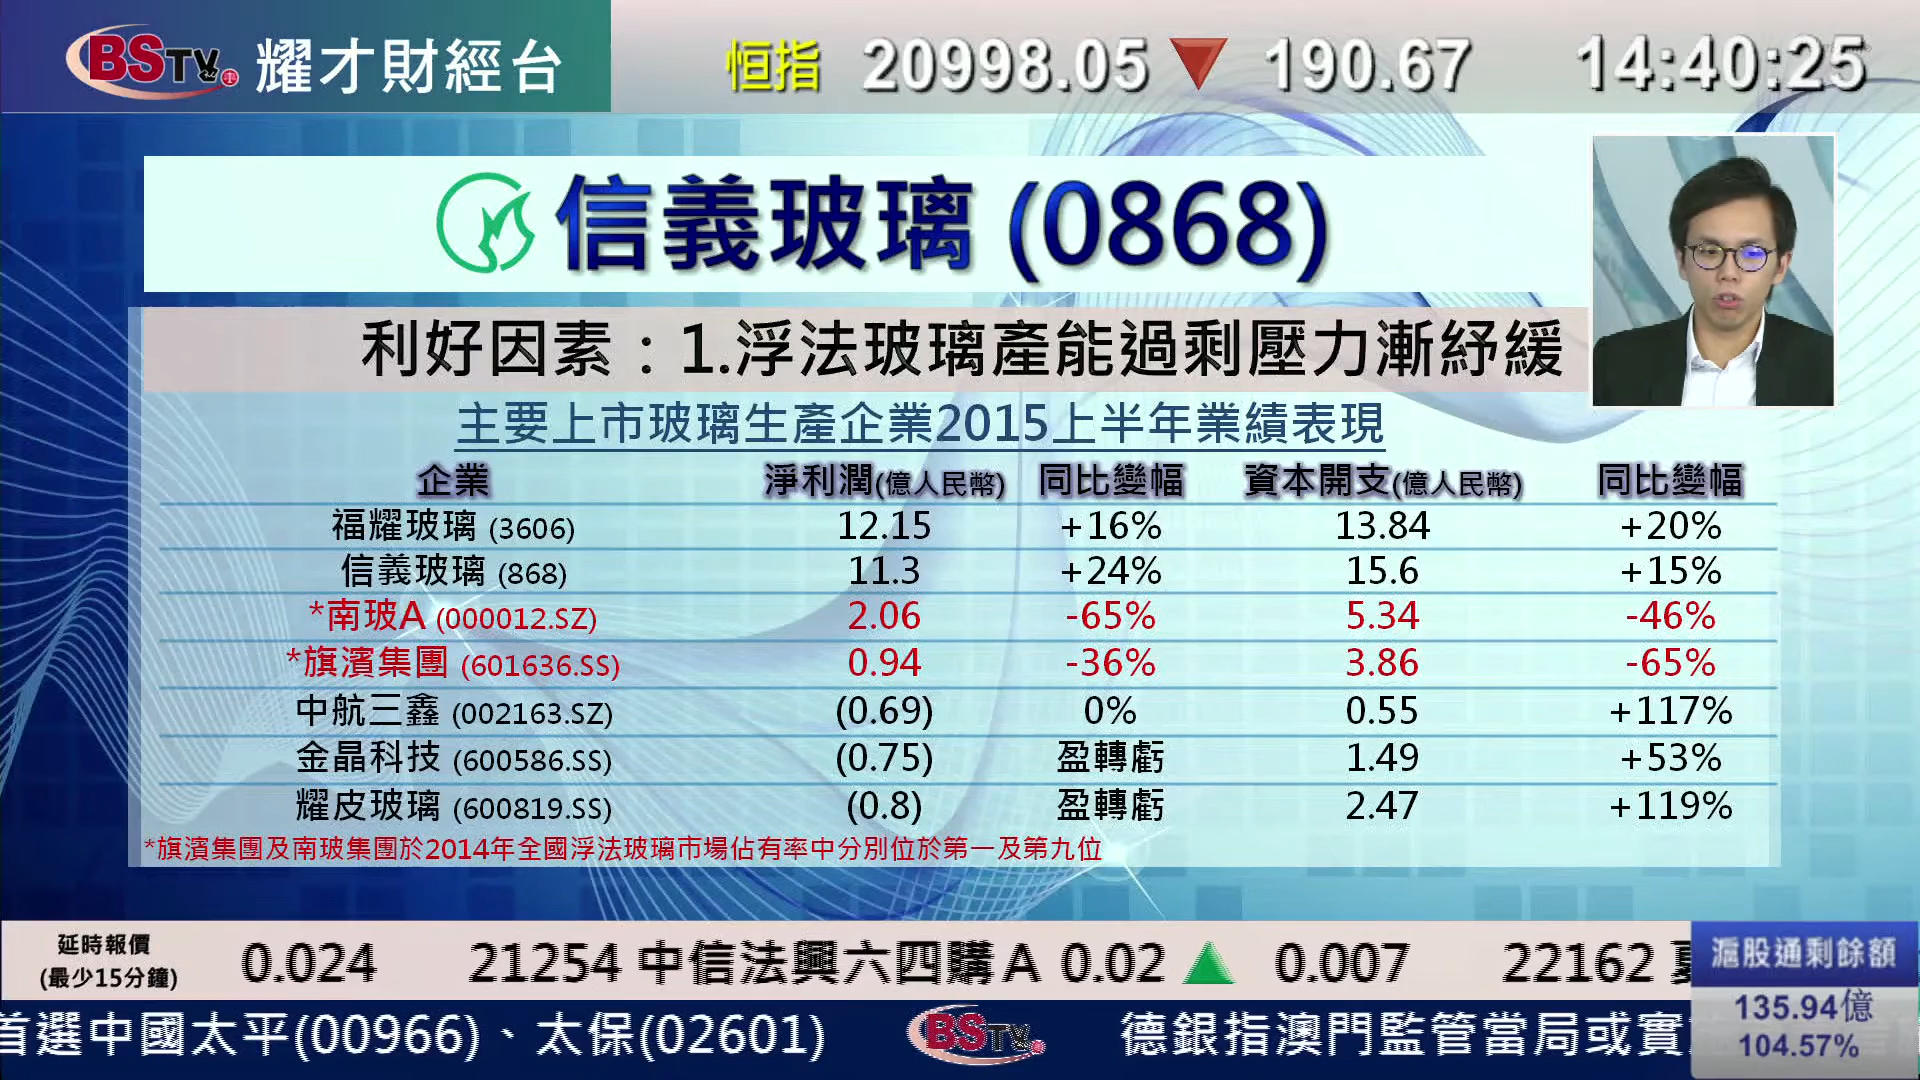 BSTV 耀才財經台
恒指 20998.05 ▼ 190.67 14:40:25
信義玻璃 (0868)
利好因素：1.浮法玻璃產能過剩壓力漸紓緩
主要上市玻璃生產企業2015上半年業績表現
企業 淨利潤(億人民幣) 同比變幅 資本開支(億人民幣) 同比變幅
福耀玻璃 (3606) 12.15 +16% 13.84 +20%
信義玻璃 (868) 11.3 +24% 15.6 +15%
*南玻A (000012.SZ) 2.06 -65% 5.34 -46%
*旗濱集團 (601636.SS) 0.94 -36% 3.86 -65%
中航三鑫 (002163.SZ) (0.69) 0% 0.55 +117%
金晶科技 (600586.SS) (0.75) 盈轉虧 1.49 +53%
耀皮玻璃 (600819.SS) (0.8) 盈轉虧 2.47 +119%
*旗濱集團及南玻集團於2014年全國浮法玻璃市場佔有率中分別位於第一及第九位
延時報價
(最少15分鐘)
0.024 21254 中信法興六四購A 0.02 ▲ 0.007 22162
滬股通剩餘額
135.94億
104.57%
首選中國太平(00966)、太保(02601) BSTV 德銀指澳門監管當局或實